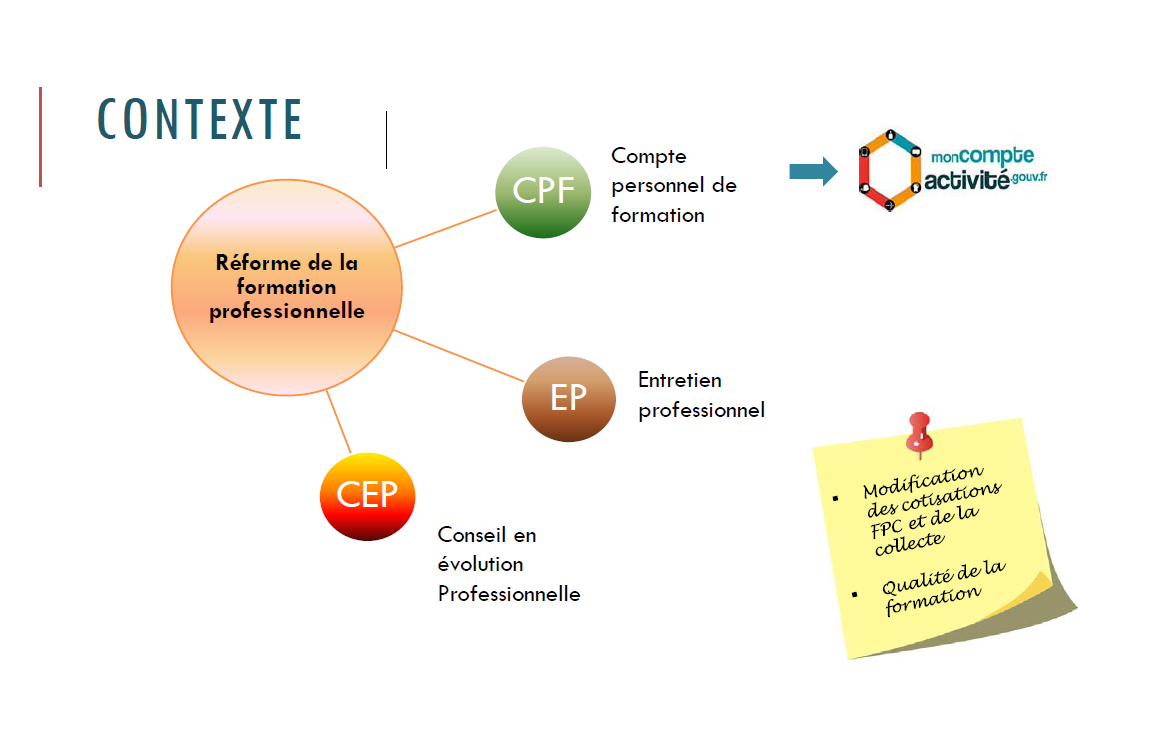 CONTEXTE
CPF
Compte
personnel de
formation
moncompte
activité.gouv.fr
Réforme de la
formation
professionnelle
EP
Entretien
professionnel
CEP
Conseil en
évolution
Professionnelle
▪ Modification
des cotisations
FPC et de la
collecte
▪ Qualité de la
formation